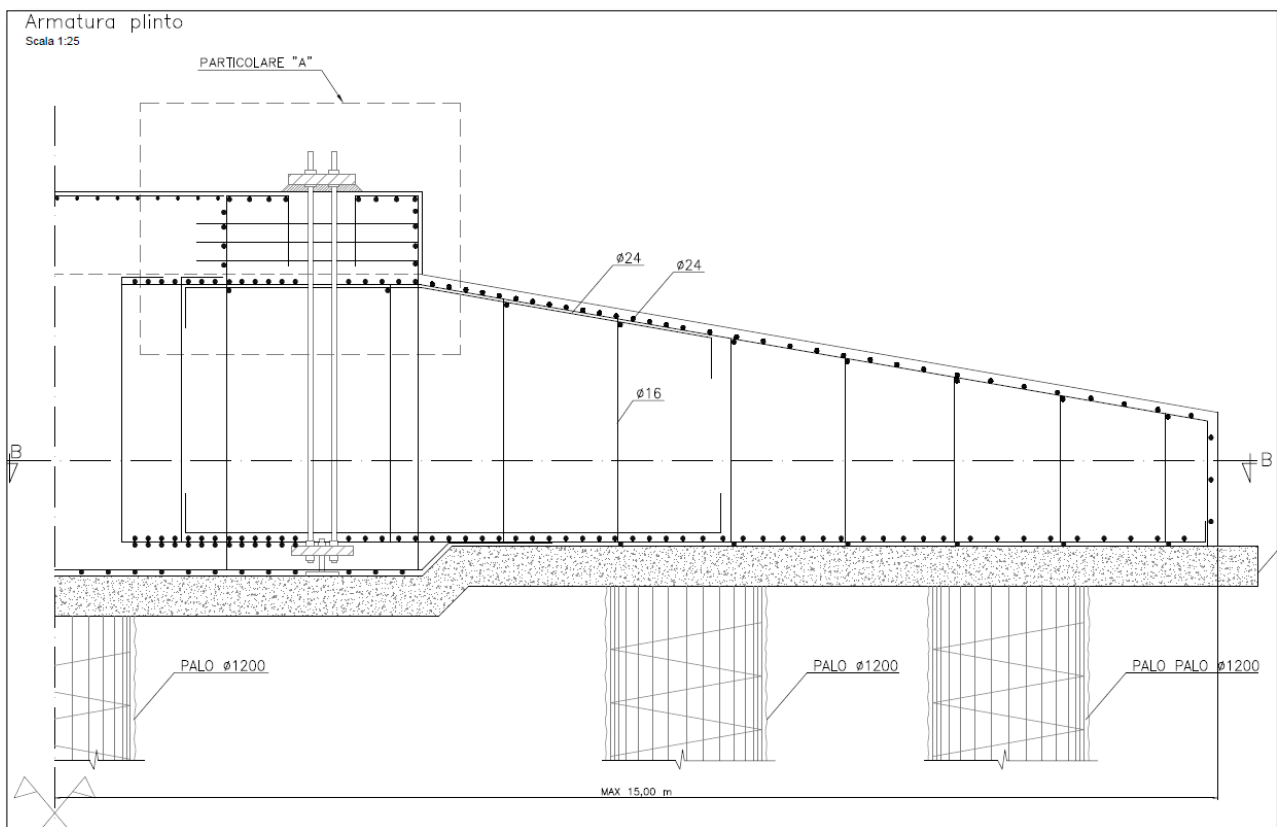 Armatura plinto
Scala 1:25
PARTICOLARE "A"
ø24
ø24
ø16
B
B
PALO ø1200
PALO ø1200
PALO PALO ø1200
MAX 15,00 m